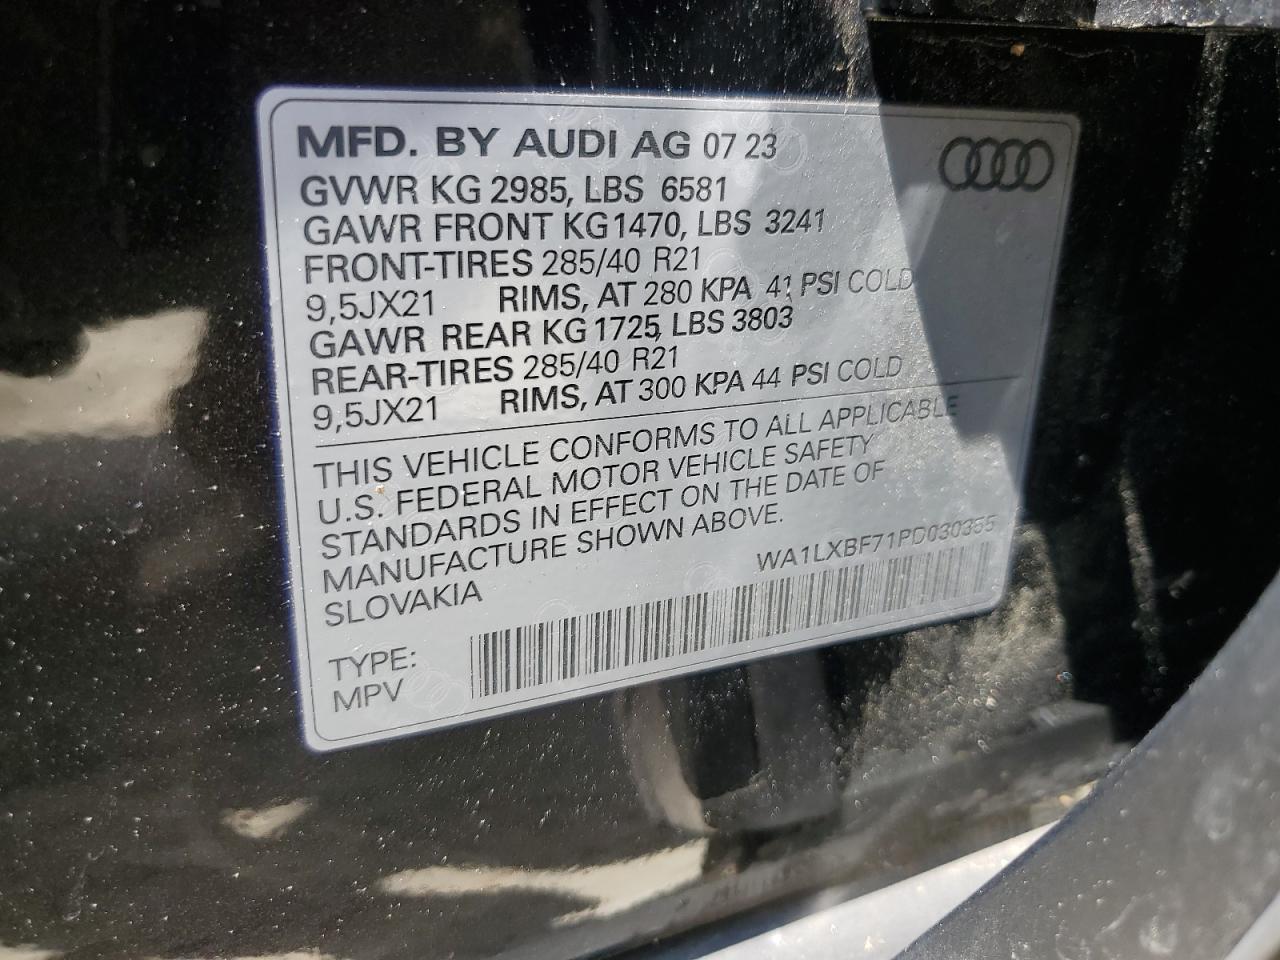 MFD. BY AUDI AG 07 23
GVWR KG 2985, LBS 6581
GAWR FRONT KG 1470, LBS 3241
FRONT-TIRES 285/40 R21
9,5JX21 RIMS, AT 280 KPA 41 PSI COLD
GAWR REAR KG 1725, LBS 3803
REAR-TIRES 285/40 R21
9,5JX21 RIMS, AT 300 KPA 44 PSI COLD
THIS VEHICLE CONFORMS TO ALL APPLICABLE
U.S. FEDERAL MOTOR VEHICLE SAFETY
STANDARDS IN EFFECT ON THE DATE OF
MANUFACTURE SHOWN ABOVE.
SLOVAKIA
WA1LXBF71PD030355
TYPE:
MPV